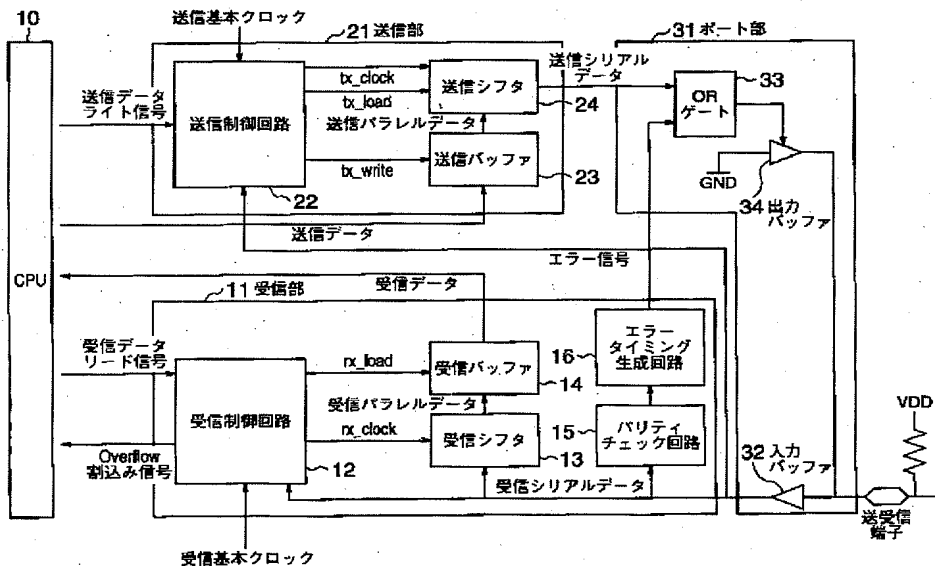 10
送信基本クロック
21 送信部
31 ポート部
送信シリアル
データ
33
tx_clock
送信シフタ
OR
ゲート
送信データ
ライト信号
tx_load
24
送信制御回路
送信パラレルデータ
送信バッファ
tx_write
23
GND
22
34 出力
バッファ
送信データ
エラー信号
CPU
受信データ
11 受信部
受信データ
リード信号
rx_load
受信バッファ
16
エラー
タイミング
生成回路
14
受信制御回路
受信パラレルデータ
VDD
rx_clock
受信シフタ
15
パリティ
チェック回路
Overflow
割込み信号
12
13
32 入力
バッファ
受信シリアルデータ
送受信
端子
受信基本クロック